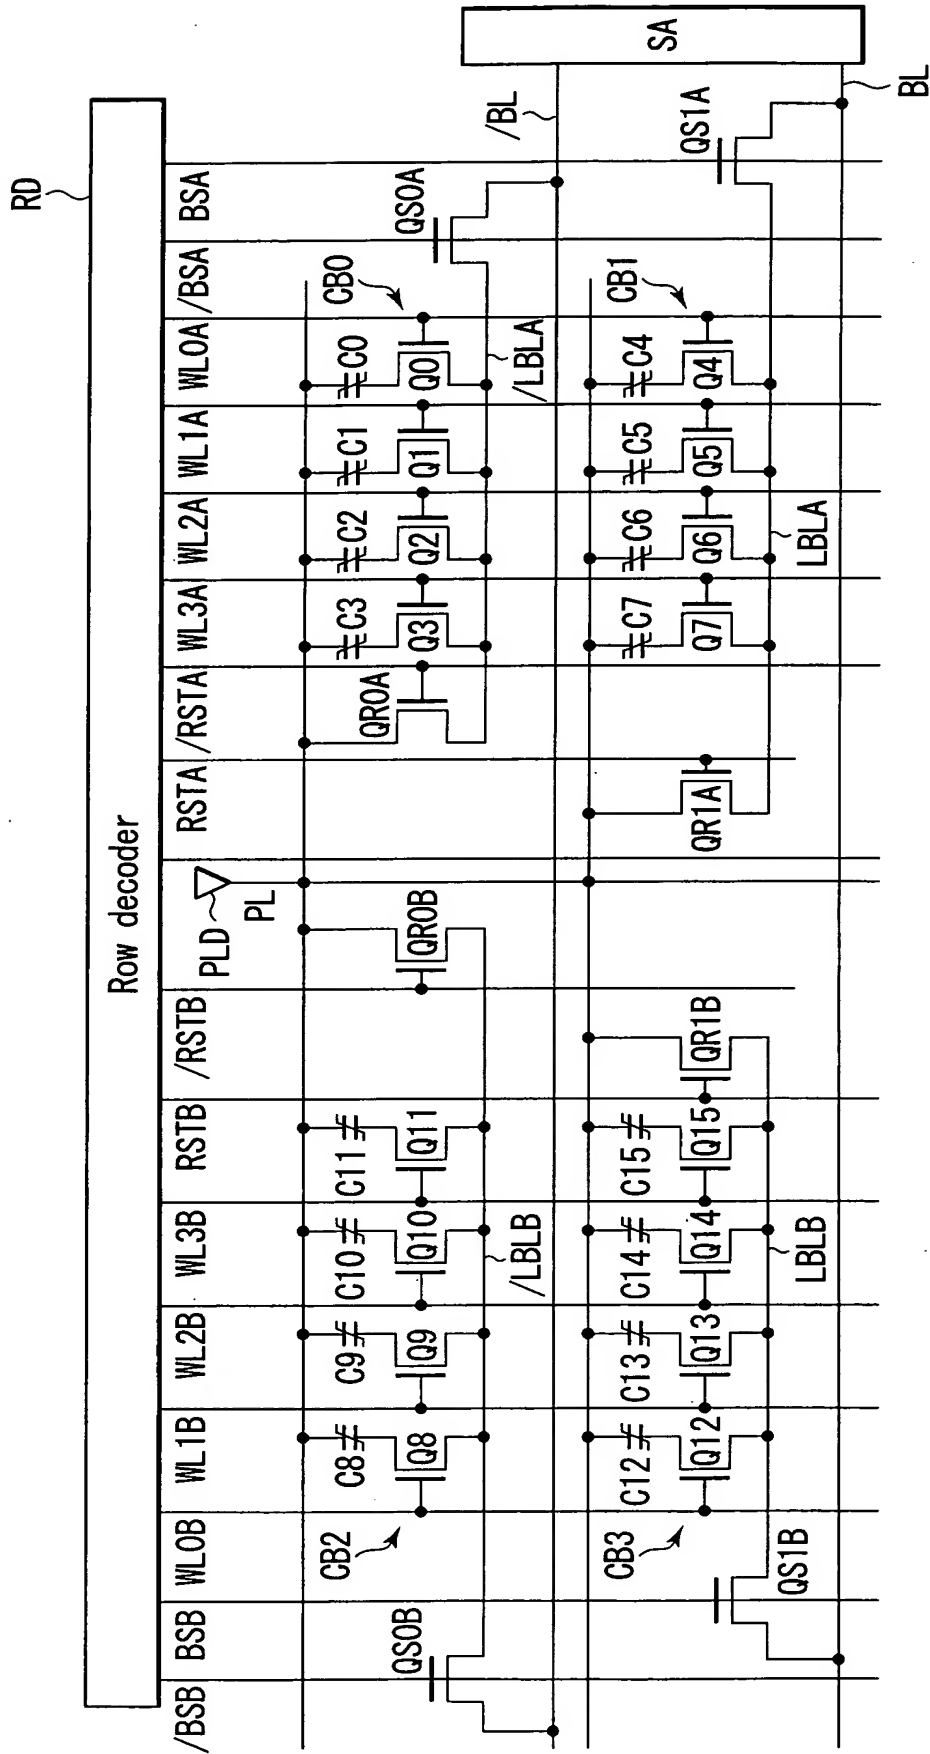 RD
Row decoder
SA
/BSB
BSB
WL0B
WL1B
WL2B
WL3B
RSTB
/RSTB
PLD
PL
RSTA
/RSTA
WL3A
WL2A
WL1A
WL0A
/BSA
BSA
/BL
BL
QS0B
CB2
C8
C9
C10
C11
Q8
Q9
Q10
Q11
/LBLB
QR0B
QR0A
C3
C2
C1
C0
Q3
Q2
Q1
Q0
CB0
/LBLA
QS0A
QS1B
CB3
C12
C13
C14
C15
Q12
Q13
Q14
Q15
LBLB
QR1B
QR1A
C7
C6
C5
C4
Q7
Q6
Q5
Q4
CB1
LBLA
QS1A